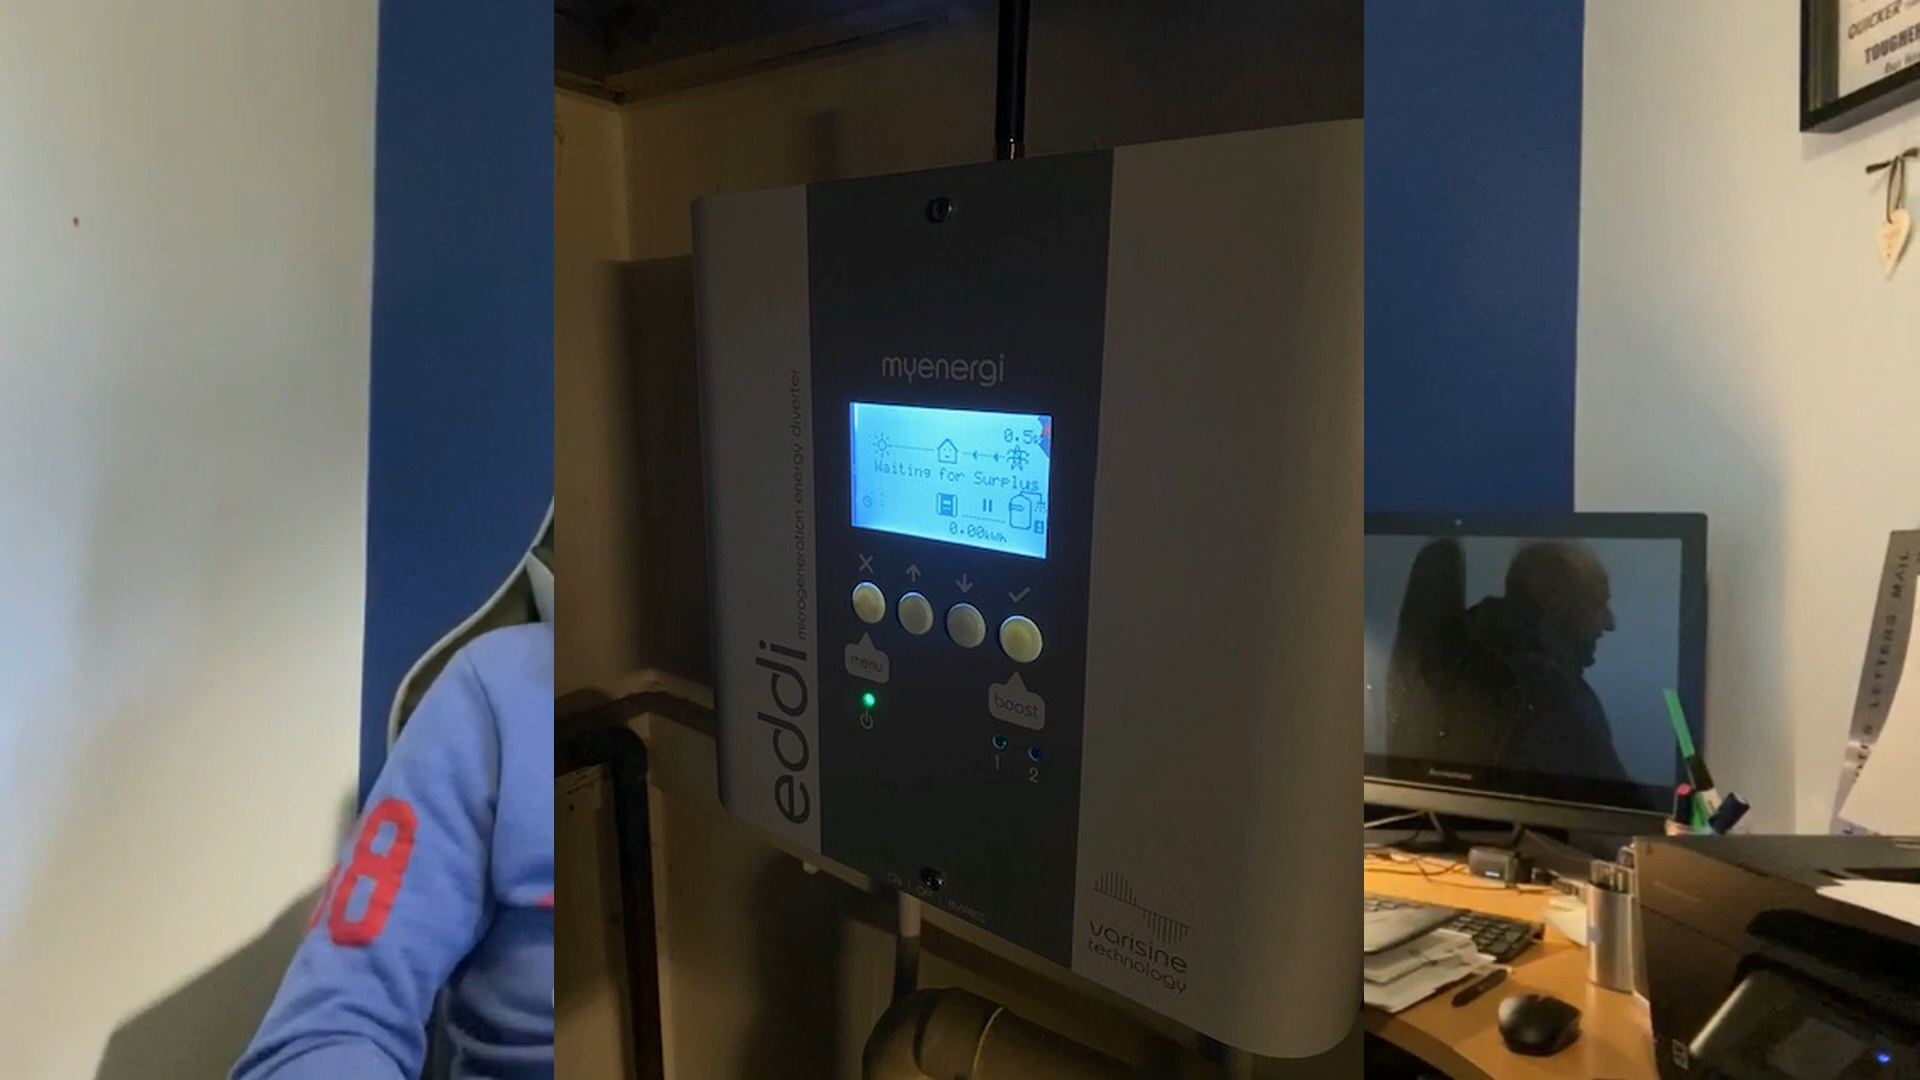 QUICKER
TOUGHER
myenergi
0.5
Waiting for Surplus
0.00kWh
menu
boost
1
2
eddi microgeneration energy diverter
varisine
technology
LETTERS MAIL